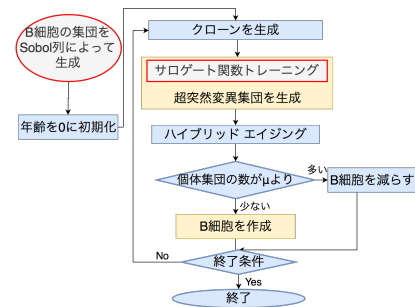 B細胞の集団を
Sobol列によって
生成
年齢を0に初期化
クローンを生成
サロゲート関数トレーニング
超突然変異集団を生成
ハイブリッド エイジング
個体集団の数がμより
多い
B細胞を減らす
少ない
B細胞を作成
No
終了条件
Yes
終了